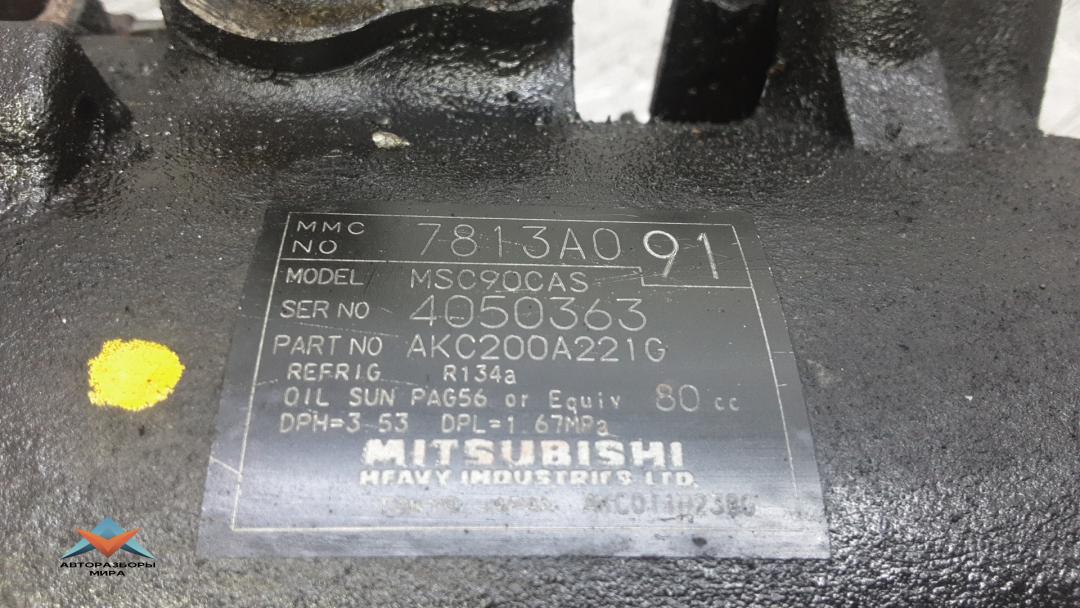 MMC NO 7813A091
MODEL MSC90CAS
SER NO 4050363
PART NO AKC200A221G
REFRIG R134a
OIL SUN PAG56 or Equiv 80 cc
DPH=3.53 DPL=1.67MPa
MITSUBISHI
HEAVY INDUSTRIES LTD.
АВТОРАЗБОРЫ
МИРА